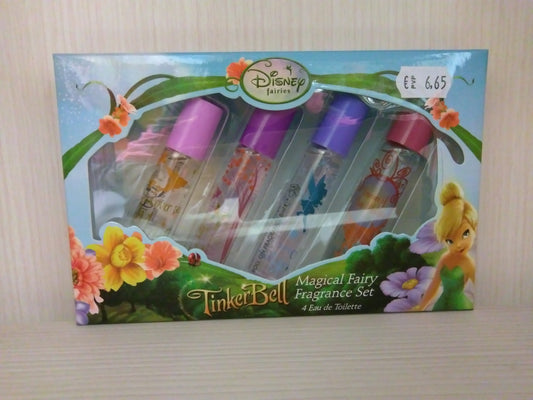 Disney
fairies
€ 6,65
TinkerBell
Magical Fairy
Fragrance Set
4 Eau de Toilette